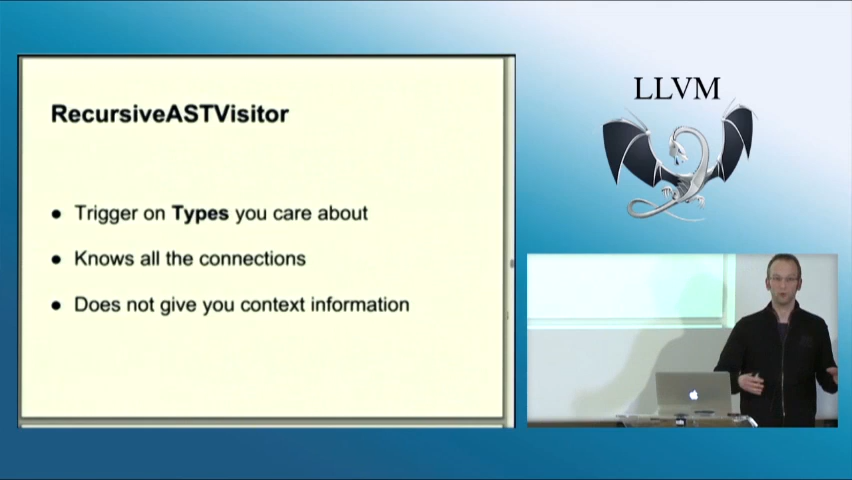 RecursiveASTVisitor
● Trigger on Types you care about
● Knows all the connections
● Does not give you context information
LLVM